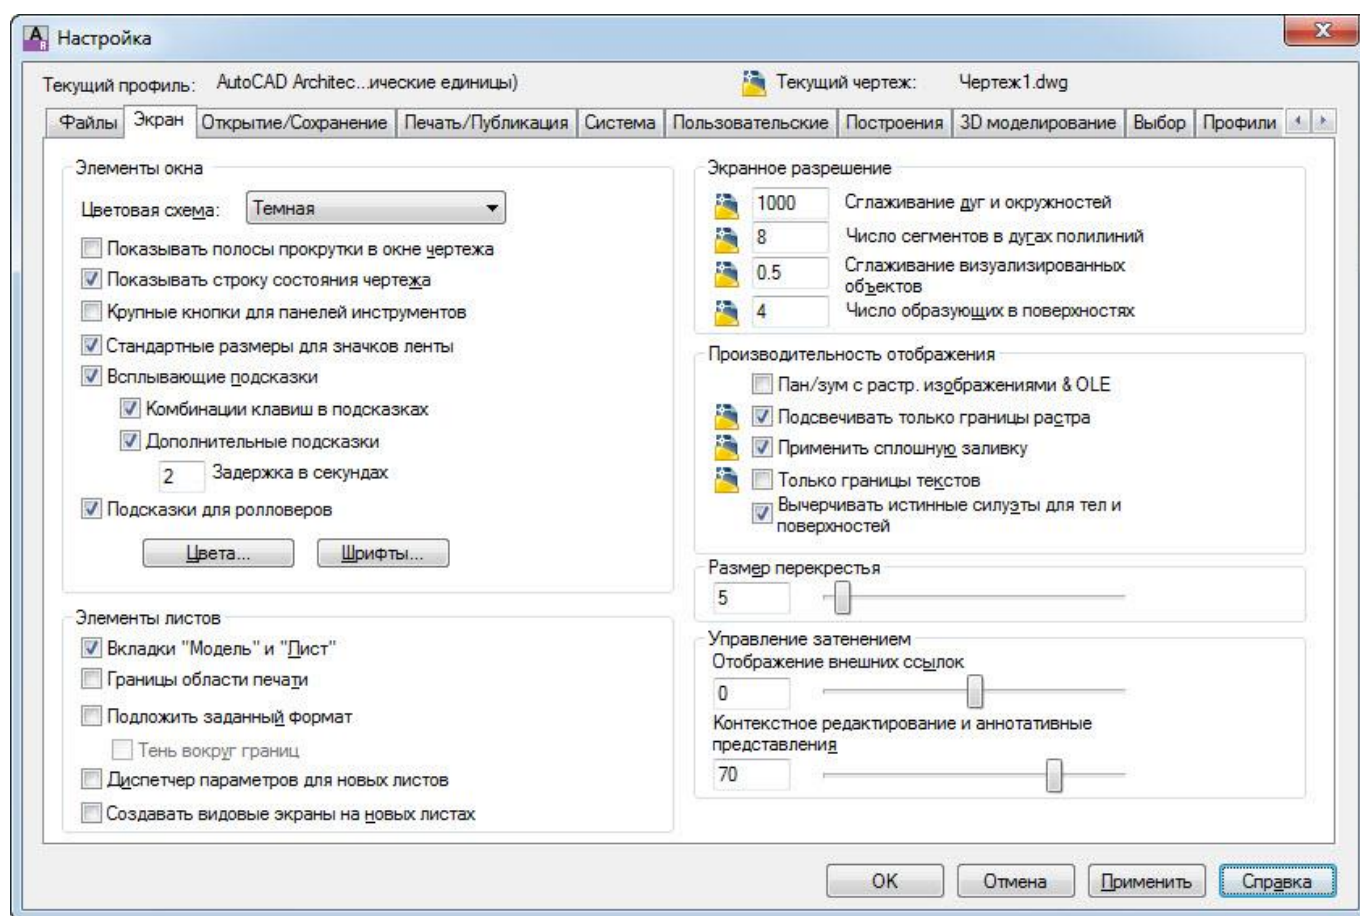 Настройка
Текущий профиль: AutoCAD Architec...ические единицы) Текущий чертеж: Чертеж1.dwg
Файлы Экран Открытие/Сохранение Печать/Публикация Система Пользовательские Построения 3D моделирование Выбор Профили
Элементы окна
Цветовая схема: Темная
Показывать полосы прокрутки в окне чертежа
Показывать строку состояния чертежа
Крупные кнопки для панелей инструментов
Стандартные размеры для значков ленты
Всплывающие подсказки
Комбинации клавиш в подсказках
Дополнительные подсказки
2 Задержка в секундах
Подсказки для ролловеров
Цвета... Шрифты...
Элементы листов
Вкладки "Модель" и "Лист"
Границы области печати
Подложить заданный формат
Тень вокруг границ
Диспетчер параметров для новых листов
Создавать видовые экраны на новых листах
Экранное разрешение
1000 Сглаживание дуг и окружностей
8 Число сегментов в дугах полилиний
0.5 Сглаживание визуализированных
объектов
4 Число образующих в поверхностях
Производительность отображения
Пан/зум с растр. изображениями & OLE
Подсвечивать только границы растра
Применить сплошную заливку
Только границы текстов
Вычерчивать истинные силуэты для тел и
поверхностей
Размер перекрестья
5
Управление затенением
Отображение внешних ссылок
0
Контекстное редактирование и аннотативные
представления
70
OK Отмена Применить Справка